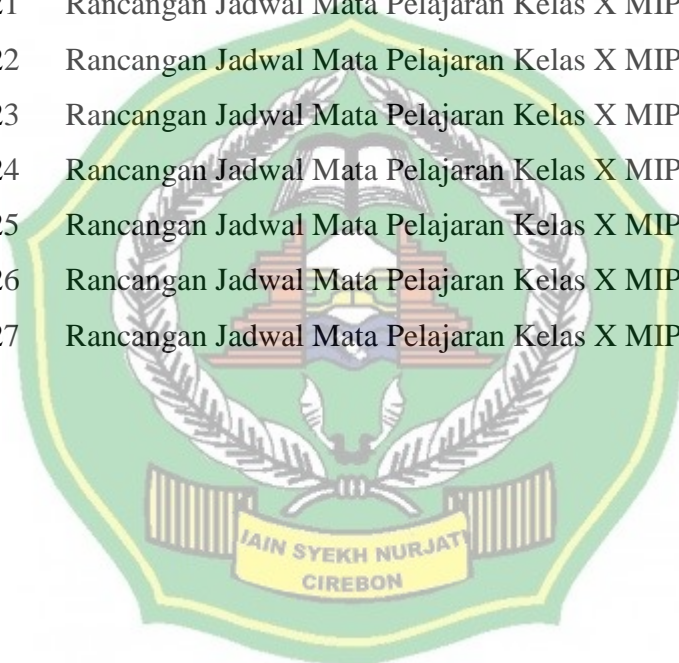 21 Rancangan Jadwal Mata Pelajaran Kelas X MIP
22 Rancangan Jadwal Mata Pelajaran Kelas X MIP
23 Rancangan Jadwal Mata Pelajaran Kelas X MIP
24 Rancangan Jadwal Mata Pelajaran Kelas X MIP
25 Rancangan Jadwal Mata Pelajaran Kelas X MIP
26 Rancangan Jadwal Mata Pelajaran Kelas X MIP
27 Rancangan Jadwal Mata Pelajaran Kelas X MIP
IAIN SYEKH NURJATI
CIREBON